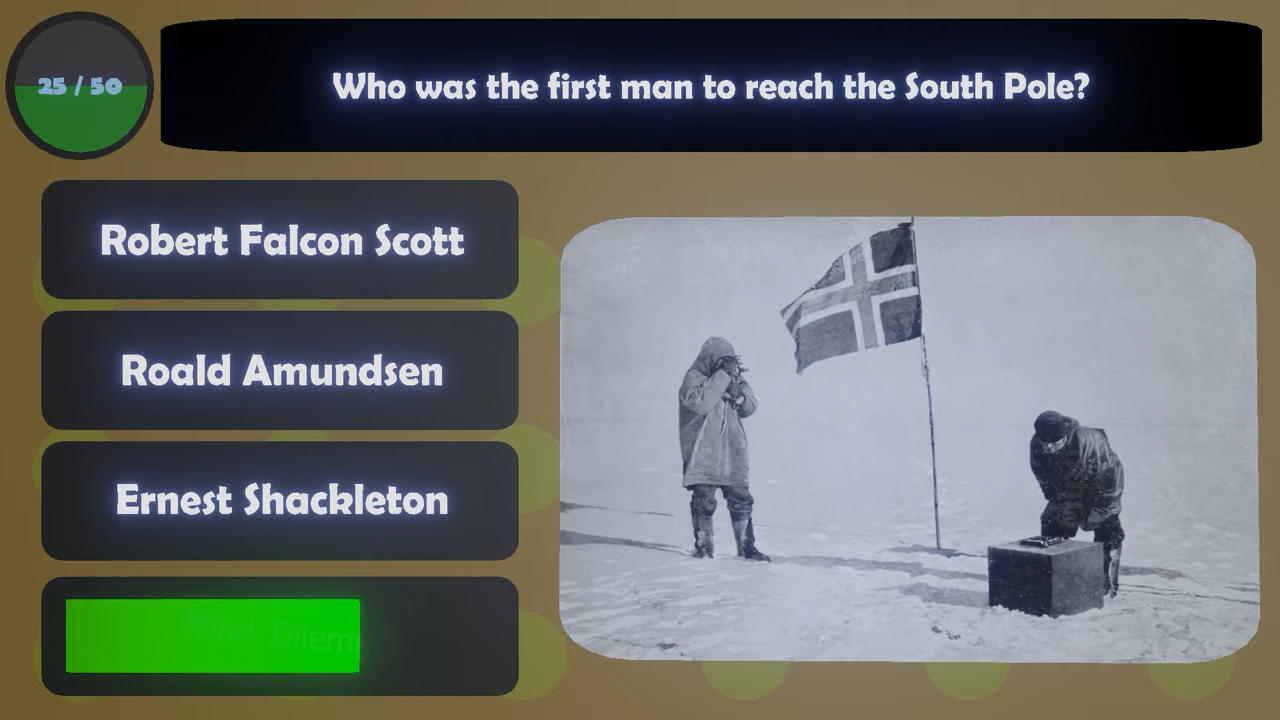 25 / 50
Who was the first man to reach the South Pole?
Robert Falcon Scott
Roald Amundsen
Ernest Shackleton